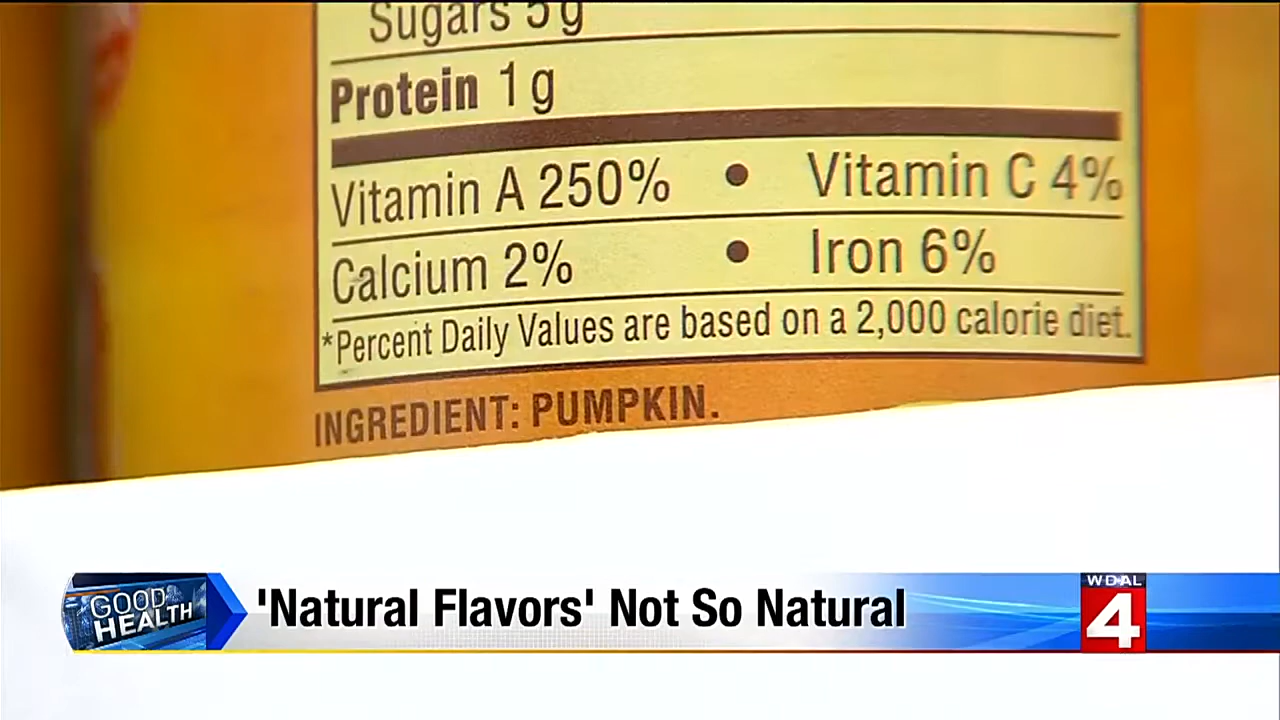 Sugars 5g
Protein 1g
Vitamin A 250% • Vitamin C 4%
Calcium 2% • Iron 6%
*Percent Daily Values are based on a 2,000 calorie diet.
INGREDIENT: PUMPKIN.
GOOD HEALTH
'Natural Flavors' Not So Natural
WDAL
4